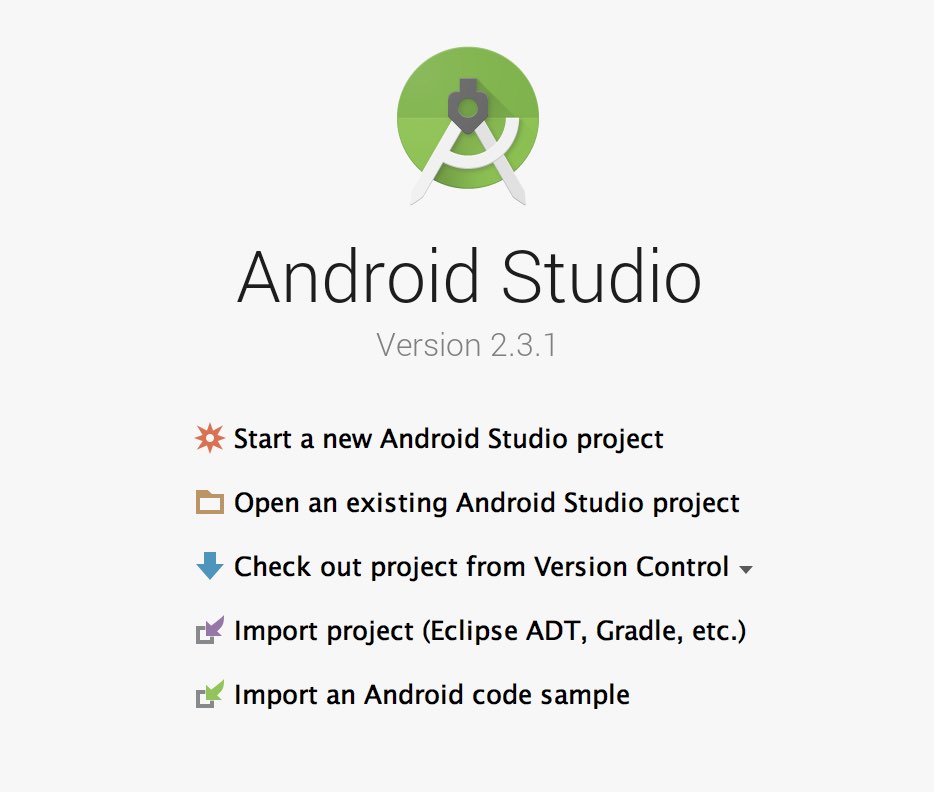 Android Studio
Version 2.3.1
Start a new Android Studio project
Open an existing Android Studio project
Check out project from Version Control
Import project (Eclipse ADT, Gradle, etc.)
Import an Android code sample